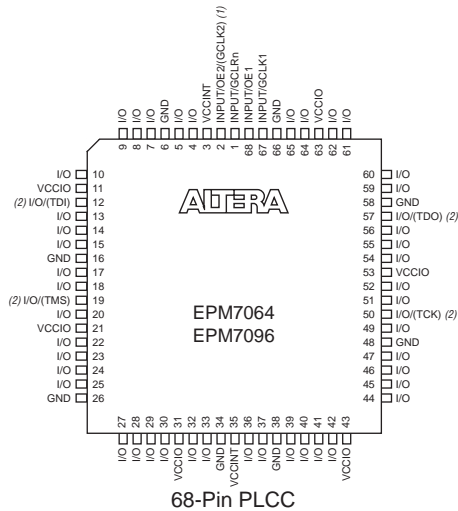 I/O
I/O
I/O
GND
I/O
I/O
VCCINT
INPUT/OE2/(GCLK2) (1)
INPUT/GCLRn
INPUT/OE1
INPUT/GCLK1
GND
I/O
I/O
VCCIO
I/O
I/O
9 8 7 6 5 4 3 2 1 68 67 66 65 64 63 62 61
I/O 10
VCCIO 11
(2) I/O/(TDI) 12
I/O 13
I/O 14
I/O 15
GND 16
I/O 17
I/O 18
(2) I/O/(TMS) 19
I/O 20
VCCIO 21
I/O 22
I/O 23
I/O 24
I/O 25
GND 26
ALTERA
EPM7064
EPM7096
60 I/O
59 I/O
58 GND
57 I/O/(TDO) (2)
56 I/O
55 I/O
54 I/O
53 VCCIO
52 I/O
51 I/O
50 I/O/(TCK) (2)
49 I/O
48 GND
47 I/O
46 I/O
45 I/O
44 I/O
27 28 29 30 31 32 33 34 35 36 37 38 39 40 41 42 43
I/O
I/O
I/O
I/O
VCCIO
I/O
I/O
GND
VCCINT
I/O
I/O
GND
I/O
I/O
I/O
I/O
VCCIO
68-Pin PLCC